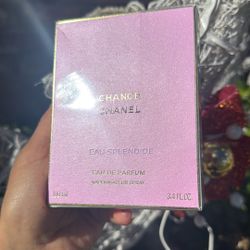 CHANCE
CHANEL
EAU SPLENDIDE
EAU DE PARFUM
3.4 FL. OZ.